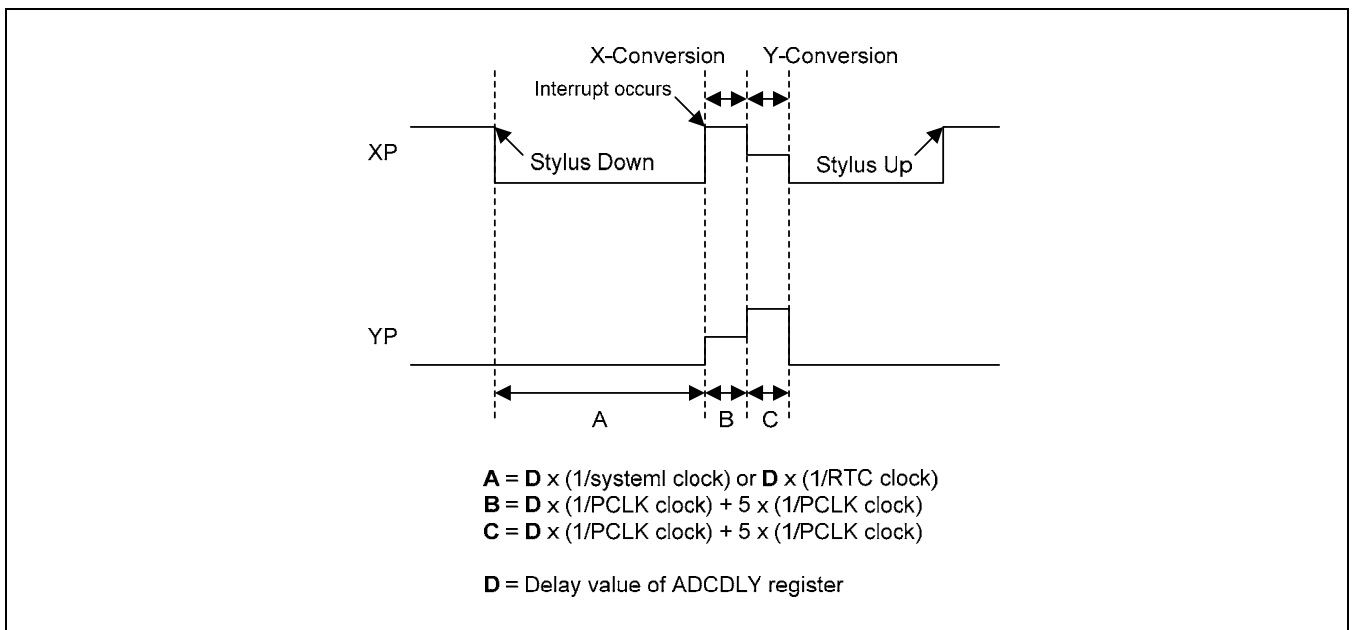 X-Conversion
Y-Conversion
Interrupt occurs
XP
Stylus Down
Stylus Up
YP
A
B
C
A = D x (1/systeml clock) or D x (1/RTC clock)
B = D x (1/PCLK clock) + 5 x (1/PCLK clock)
C = D x (1/PCLK clock) + 5 x (1/PCLK clock)
D = Delay value of ADCDLY register